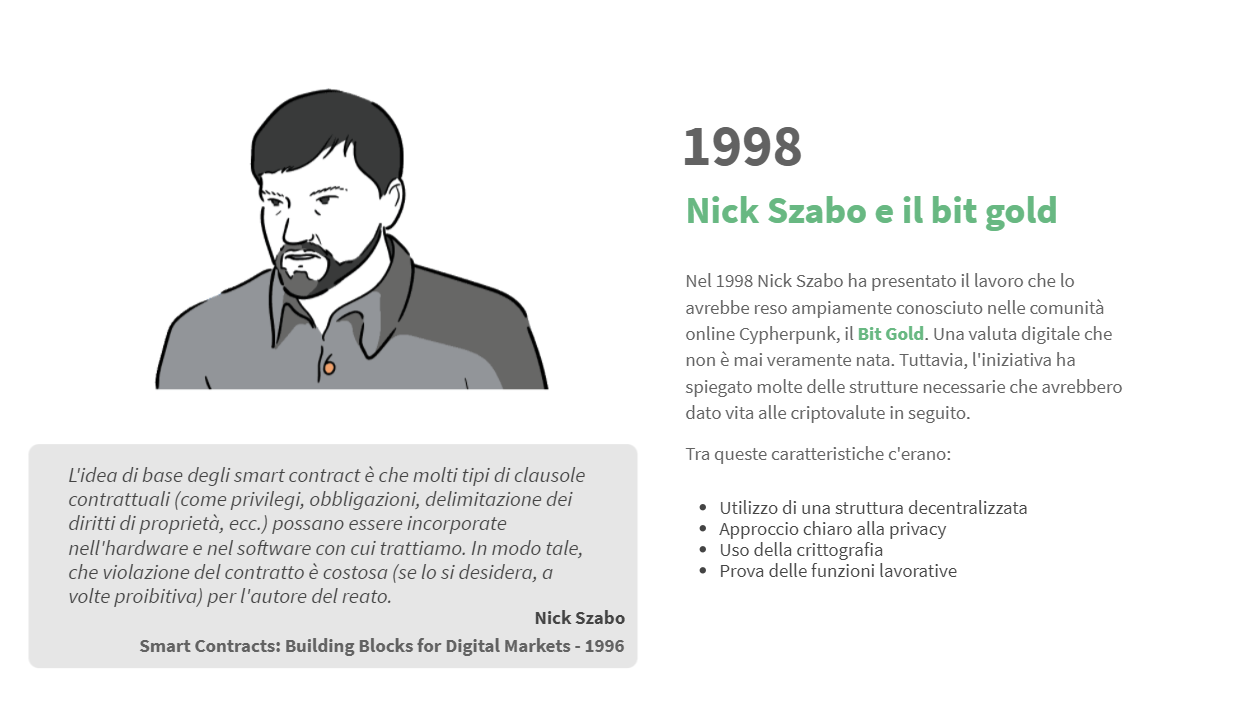 1998
Nick Szabo e il bit gold
Nel 1998 Nick Szabo ha presentato il lavoro che lo
avrebbe reso ampiamente conosciuto nelle comunità
online Cypherpunk, il Bit Gold. Una valuta digitale che
non è mai veramente nata. Tuttavia, l'iniziativa ha
spiegato molte delle strutture necessarie che avrebbero
dato vita alle criptovalute in seguito.
Tra queste caratteristiche c'erano:
• Utilizzo di una struttura decentralizzata
• Approccio chiaro alla privacy
• Uso della crittografia
• Prova delle funzioni lavorative
L'idea di base degli smart contract è che molti tipi di clausole
contrattuali (come privilegi, obbligazioni, delimitazione dei
diritti di proprietà, ecc.) possano essere incorporate
nell'hardware e nel software con cui trattiamo. In modo tale,
che violazione del contratto è costosa (se lo si desidera, a
volte proibitiva) per l'autore del reato.
Nick Szabo
Smart Contracts: Building Blocks for Digital Markets - 1996